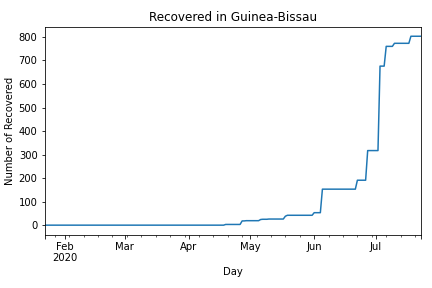 Recovered in Guinea-Bissau
Number of Recovered
800
700
600
500
400
300
200
100
0
Feb Mar Apr May Jun Jul
2020
Day